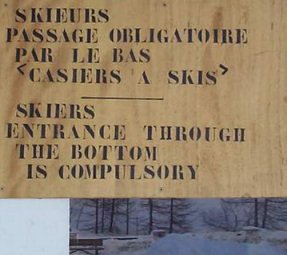 SKIEURS
PASSAGE OBLIGATOIRE
PAR LE BAS
<CASIERS A SKIS>
SKIERS
ENTRANCE THROUGH
THE BOTTOM
IS COMPULSORY